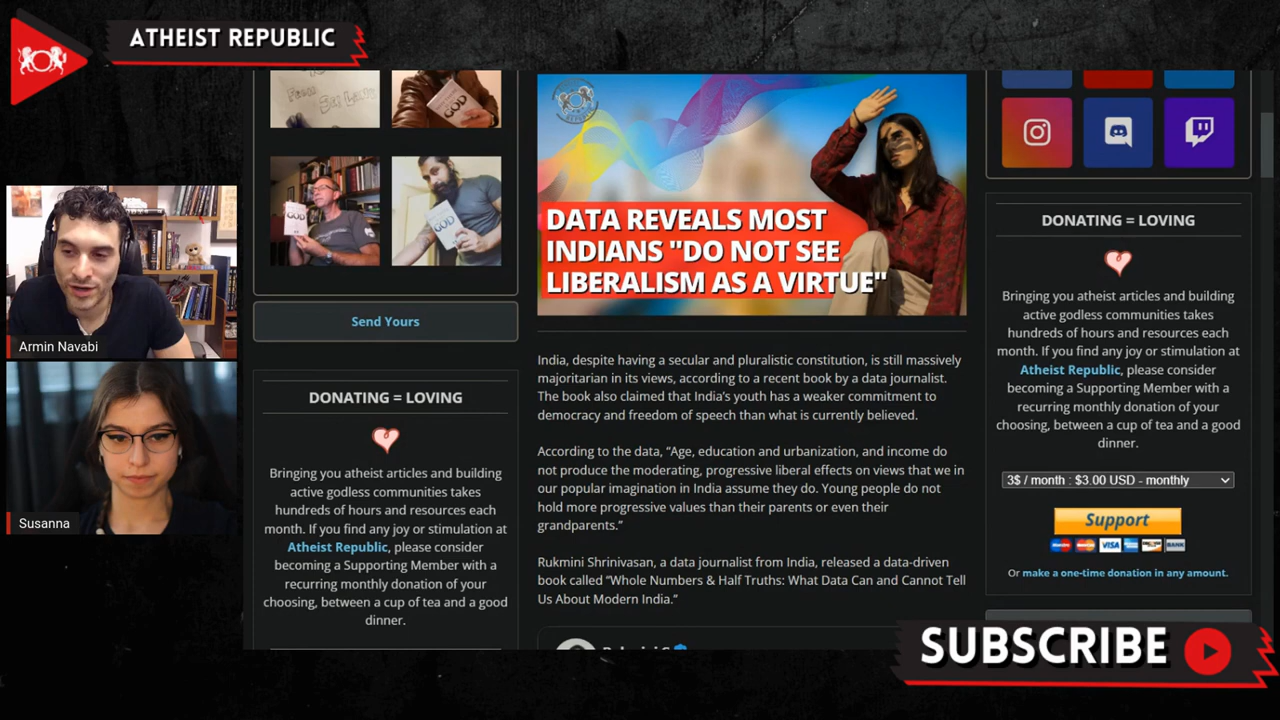 ATHEIST REPUBLIC
GOD
GOD
GOD
Send Yours
DONATING = LOVING
Bringing you atheist articles and building
active godless communities takes
hundreds of hours and resources each
month. If you find any joy or stimulation at
Atheist Republic, please consider
becoming a Supporting Member with a
recurring monthly donation of your
choosing, between a cup of tea and a good
dinner.
DATA REVEALS MOST
INDIANS "DO NOT SEE
LIBERALISM AS A VIRTUE"
India, despite having a secular and pluralistic constitution, is still massively
majoritarian in its views, according to a recent book by a data journalist.
The book also claimed that India's youth has a weaker commitment to
democracy and freedom of speech than what is currently believed.
According to the data, “Age, education and urbanization, and income do
not produce the moderating, progressive liberal effects on views that we in
our popular imagination in India assume they do. Young people do not
hold more progressive values than their parents or even their
grandparents.”
Rukmini Shrinivasan, a data journalist from India, released a data-driven
book called “Whole Numbers & Half Truths: What Data Can and Cannot Tell
Us About Modern India.”
DONATING = LOVING
Bringing you atheist articles and building
active godless communities takes
hundreds of hours and resources each
month. If you find any joy or stimulation at
Atheist Republic, please consider
becoming a Supporting Member with a
recurring monthly donation of your
choosing, between a cup of tea and a good
dinner.
3$ / month : $3.00 USD - monthly
Support
VISA
BANK
Or make a one-time donation in any amount.
Armin Navabi
Susanna
SUBSCRIBE